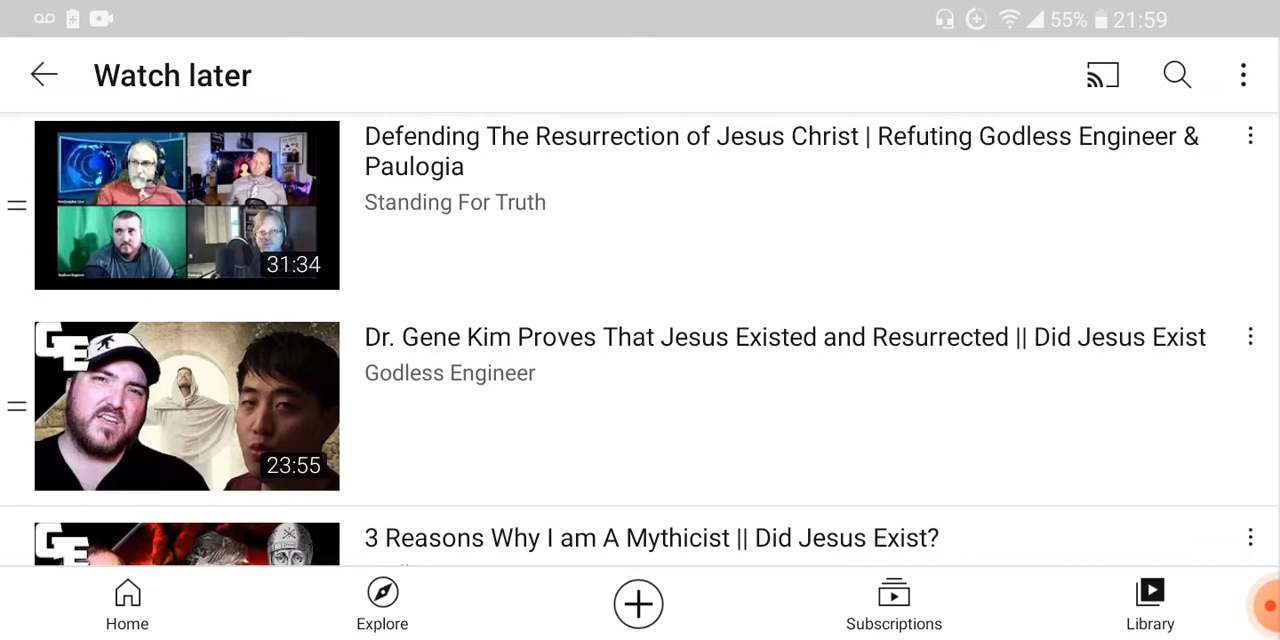 55% 21:59
Watch later
Defending The Resurrection of Jesus Christ | Refuting Godless Engineer &
Paulogia
Standing For Truth
31:34
Dr. Gene Kim Proves That Jesus Existed and Resurrected || Did Jesus Exist
Godless Engineer
GE
23:55
3 Reasons Why I am A Mythicist || Did Jesus Exist?
GE
Home
Explore
Subscriptions
Library